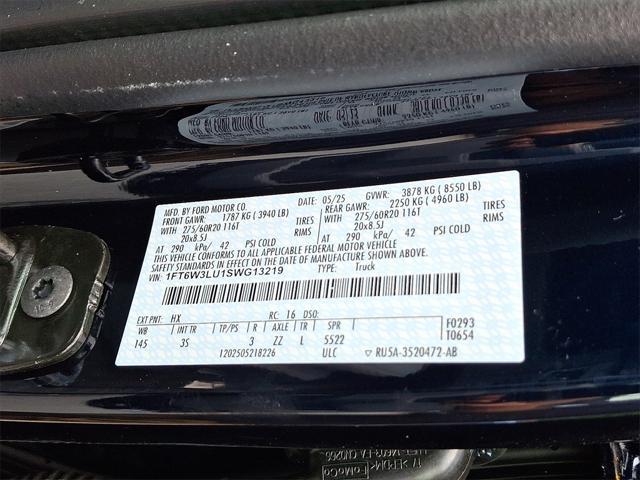 MFD. BY FORD MOTOR CO. 05/25 GVWR: 3878 KG ( 8550 LB)
FRONT GAWR: 1787 KG ( 3940 LB) REAR GAWR: 2250 KG ( 4960 LB)
WITH 275/60R20 116T TIRES WITH 275/60R20 116T TIRES
20x8.5J RIMS 20x8.5J RIMS
AT 290 kPa/ 42 PSI COLD AT 290 kPa/ 42 PSI COLD
THIS VEHICLE CONFORMS TO ALL APPLICABLE FEDERAL MOTOR VEHICLE
SAFETY AND THEFT PREVENTION STANDARDS IN EFFECT ON THE DATE OF MANUFACTURE SHOWN ABOVE.
VIN: 1FT6W3LU1SWG13219 TYPE: Truck
EXT PNT: HX RC: 16 DSO: F0293
WB INT TR TP/PS R AXLE TR SPR T0654
145 3S 3 ZZ L 5522
1202505218226 ULC RU5A-3520472-AB
FoMoCo